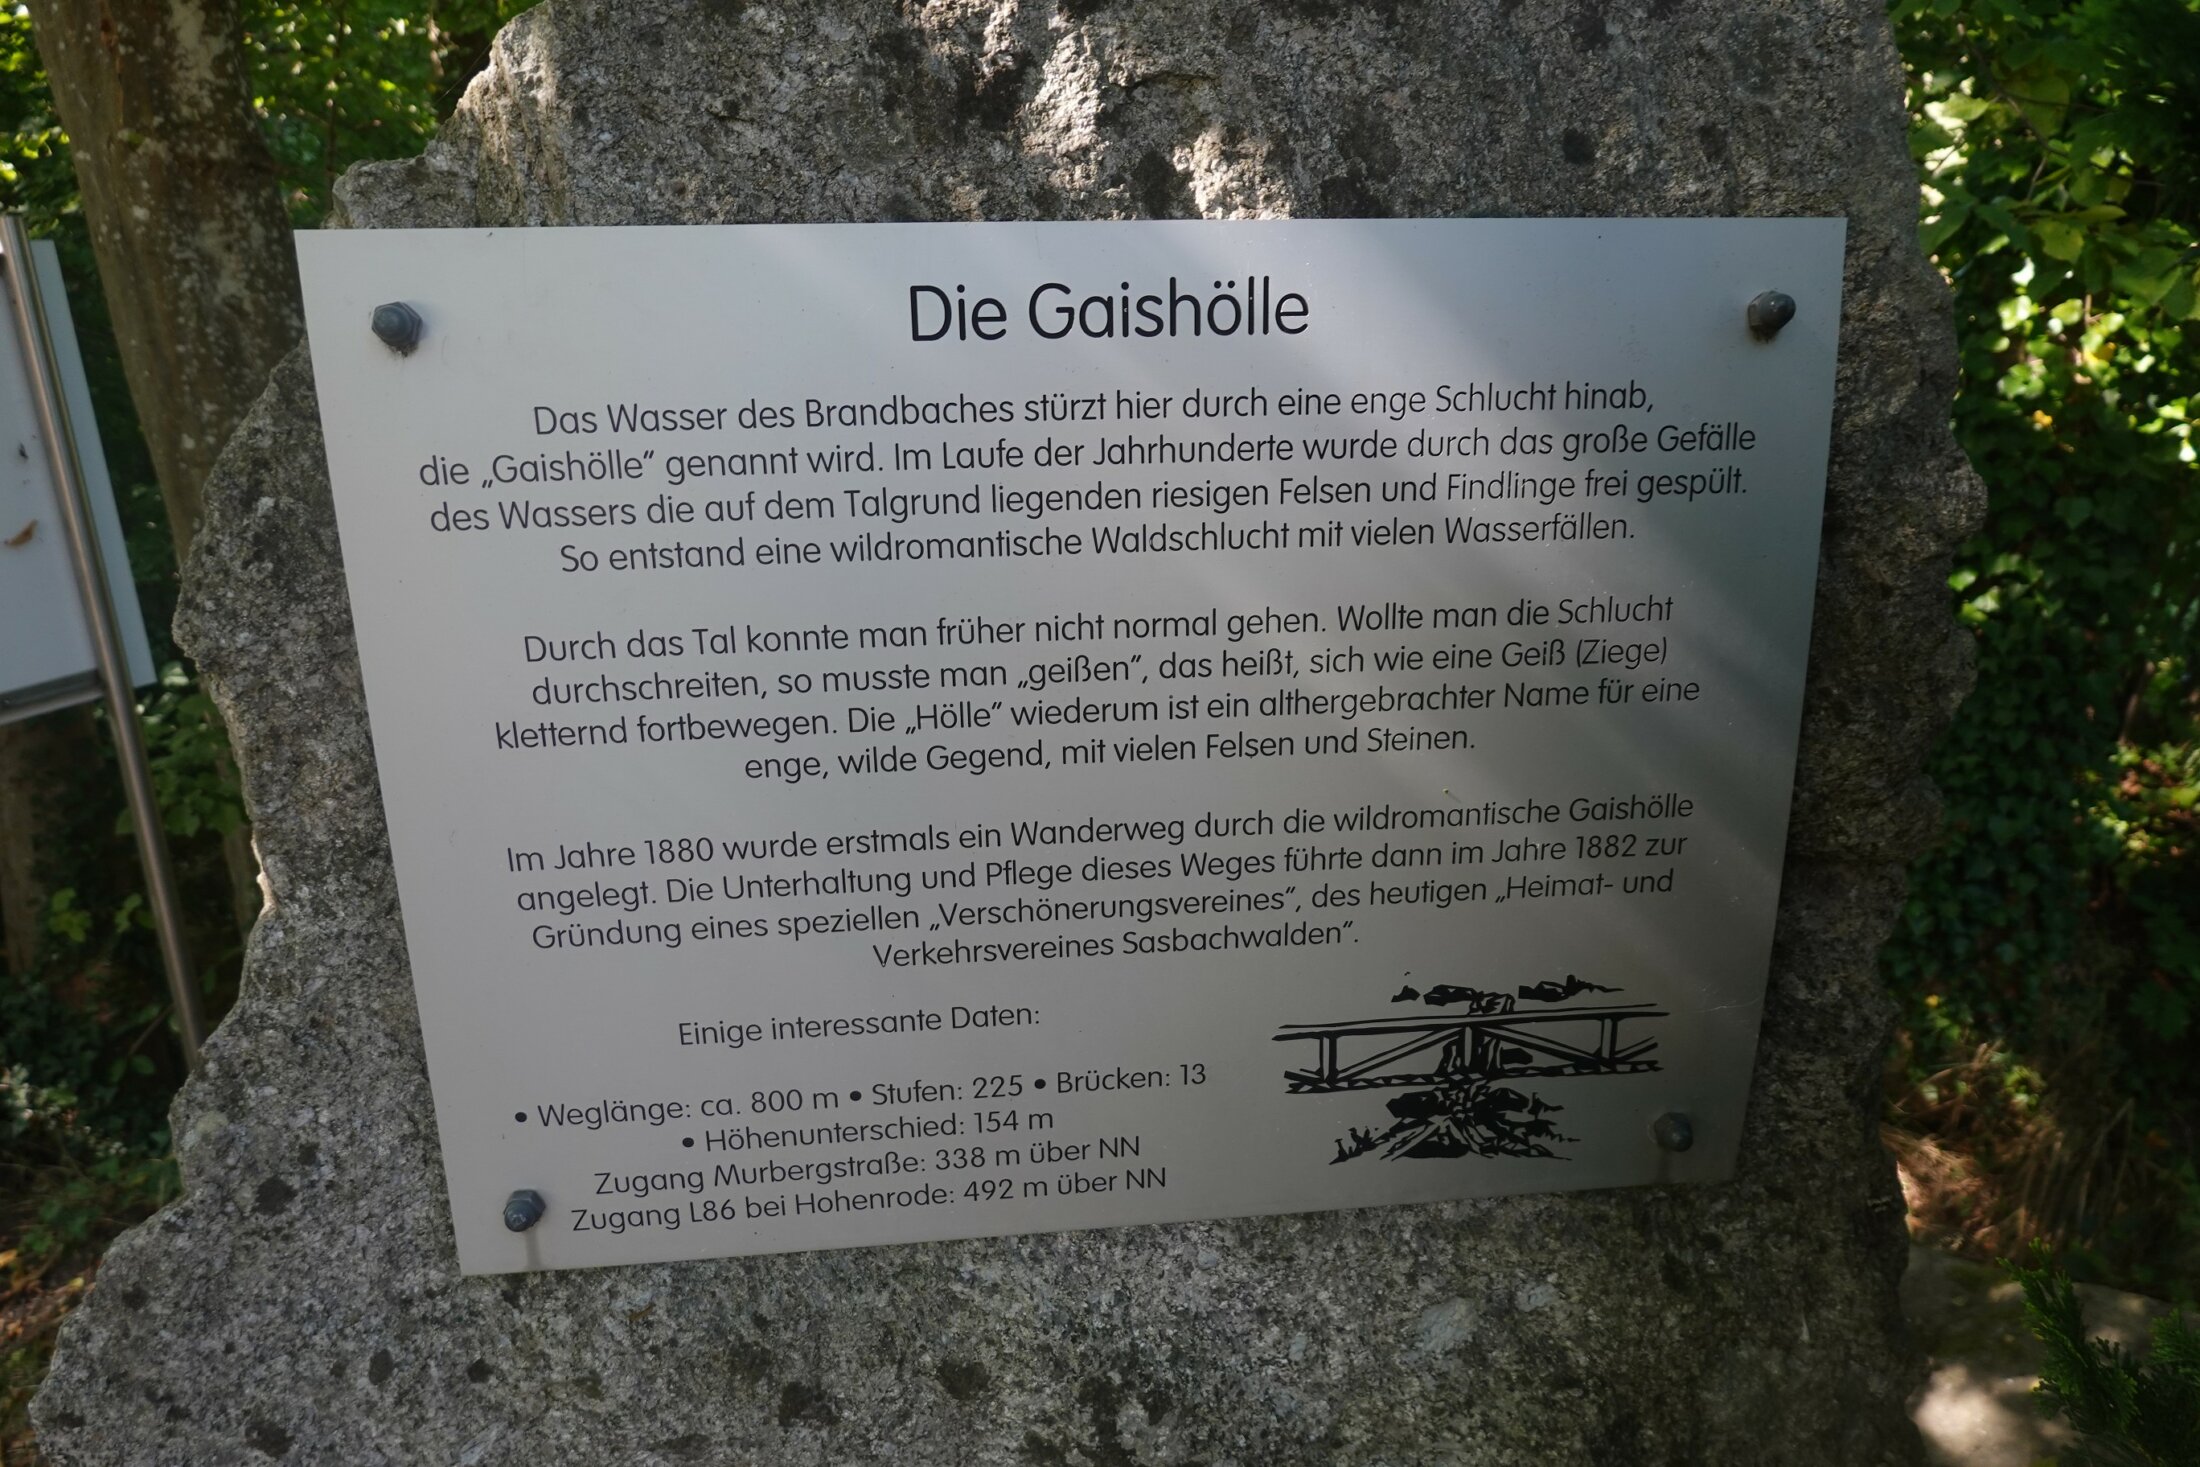 Die Gaishölle
Das Wasser des Brandbaches stürzt hier durch eine enge Schlucht hinab,
die „Gaishölle“ genannt wird. Im Laufe der Jahrhunderte wurde durch das große Gefälle
des Wassers die auf dem Talgrund liegenden riesigen Felsen und Findlinge frei gespült.
So entstand eine wildromantische Waldschlucht mit vielen Wasserfällen.
Durch das Tal konnte man früher nicht normal gehen. Wollte man die Schlucht
durchschreiten, so musste man „geißen“, das heißt, sich wie eine Geiß (Ziege)
kletternd fortbewegen. Die „Hölle“ wiederum ist ein althergebrachter Name für eine
enge, wilde Gegend, mit vielen Felsen und Steinen.
Im Jahre 1880 wurde erstmals ein Wanderweg durch die wildromantische Gaishölle
angelegt. Die Unterhaltung und Pflege dieses Weges führte dann im Jahre 1882 zur
Gründung eines speziellen „Verschönerungsvereines“, des heutigen „Heimat- und
Verkehrsvereines Sasbachwalden“.
Einige interessante Daten:
• Weglänge: ca. 800 m • Stufen: 225 • Brücken: 13
• Höhenunterschied: 154 m
Zugang Murbergstraße: 338 m über NN
Zugang L86 bei Hohenrode: 492 m über NN